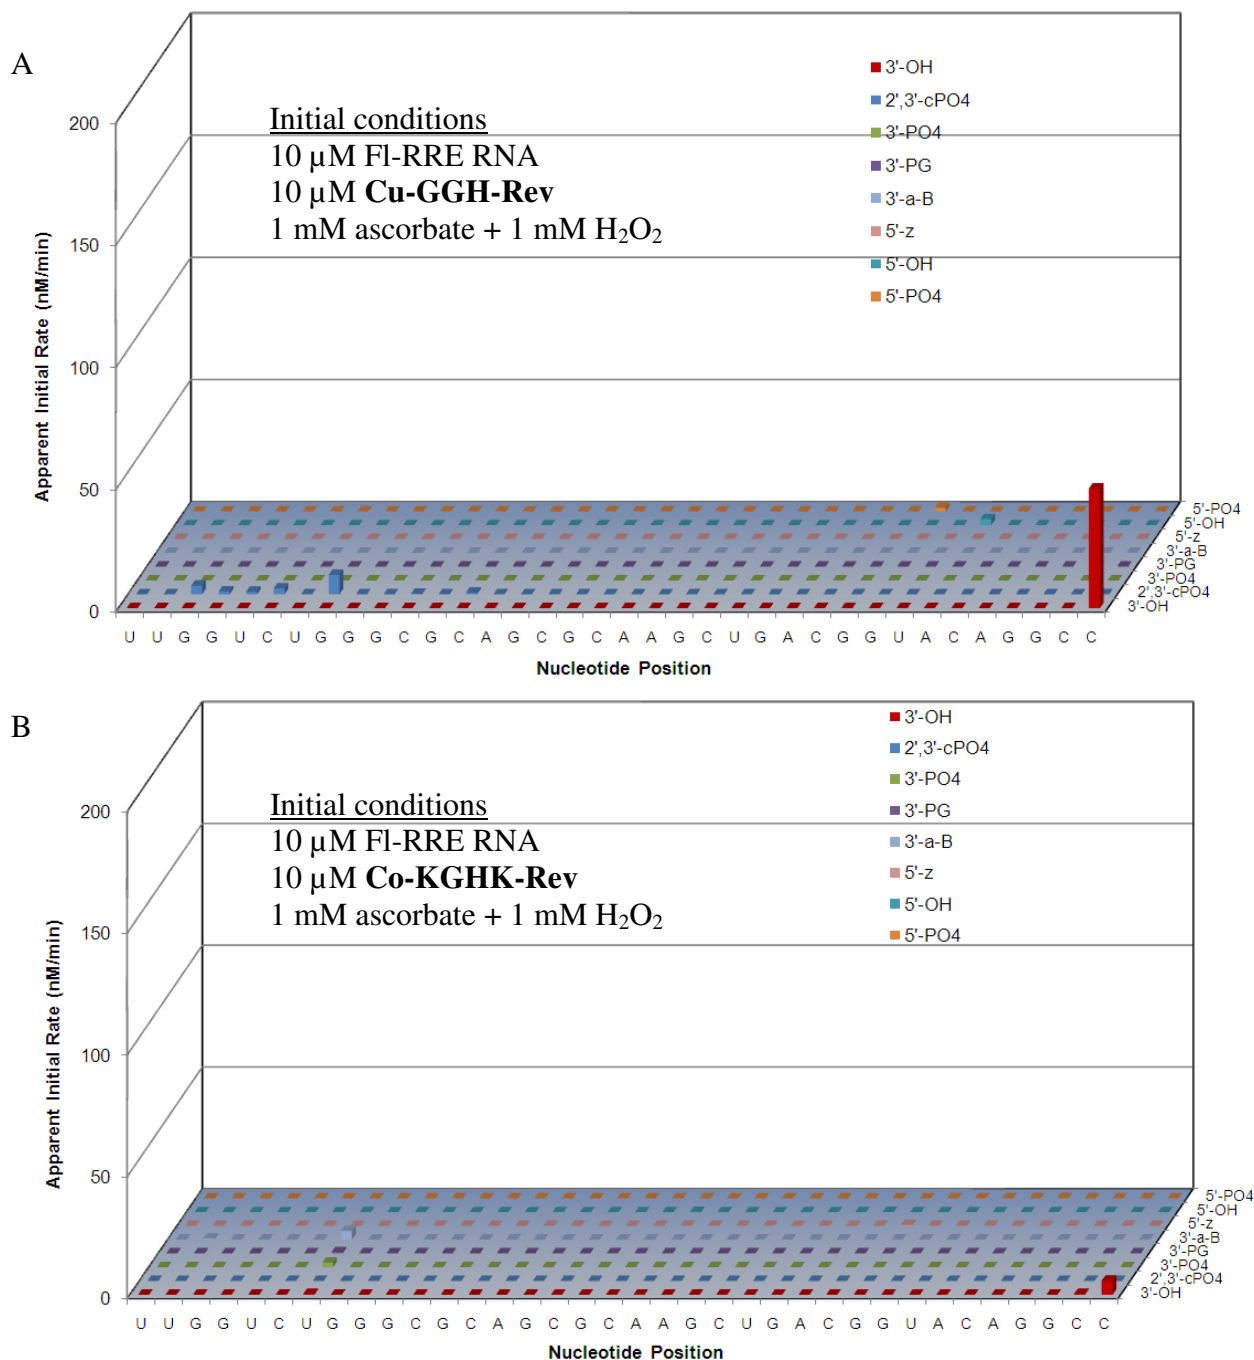 A
200
150
100
50
0
Apparent Initial Rate (nM/min)
Initial conditions
10 µM Fl-RRE RNA
10 µM Cu-GGH-Rev
1 mM ascorbate + 1 mM H₂O₂
3'-OH
2',3'-cPO4
3'-PO4
3'-PG
3'-a-B
5'-z
5'-OH
5'-PO4
5'-PO4
5'-OH
5'-z
3'-a-B
3'-PG
3'-PO4
2',3'-cPO4
3'-OH
U U G G U C U G G G C G C A G C G C A A G C U G A C G G U A C A G G C C
Nucleotide Position
B
200
150
100
50
0
Apparent Initial Rate (nM/min)
Initial conditions
10 µM Fl-RRE RNA
10 µM Co-KGHK-Rev
1 mM ascorbate + 1 mM H₂O₂
3'-OH
2',3'-cPO4
3'-PO4
3'-PG
3'-a-B
5'-z
5'-OH
5'-PO4
5'-PO4
5'-OH
5'-z
3'-a-B
3'-PG
3'-PO4
2',3'-cPO4
3'-OH
U U G G U C U G G G C G C A G C G C A A G C U G A C G G U A C A G G C C
Nucleotide Position